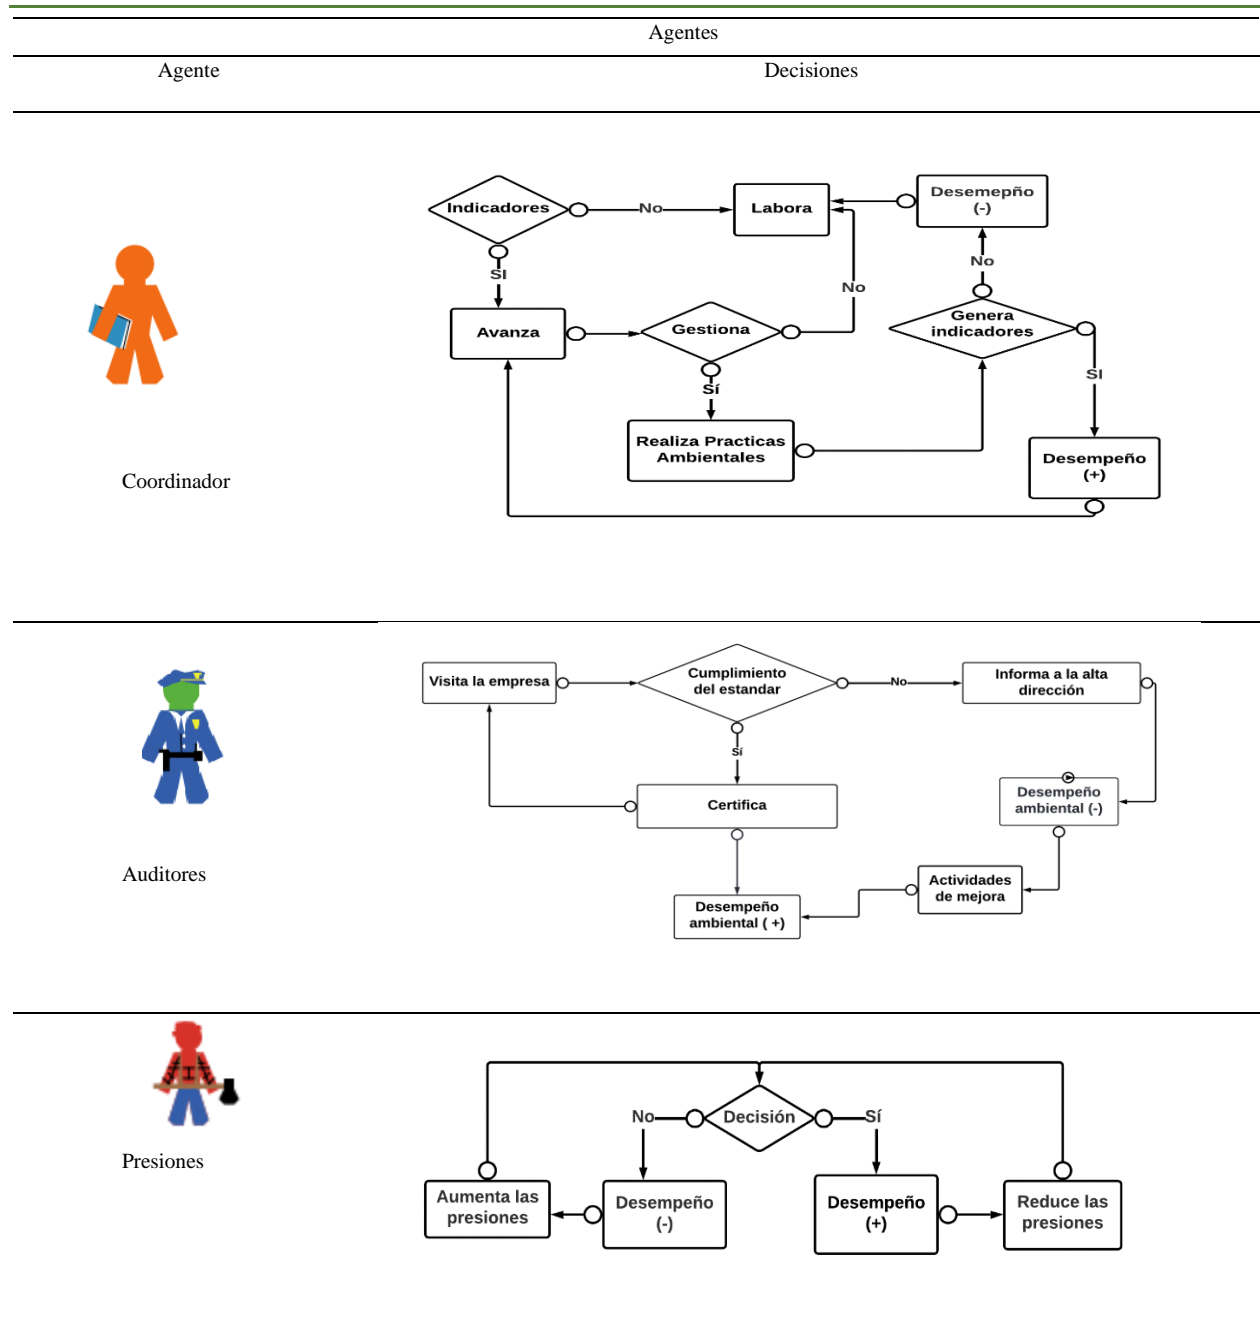 Agentes
Agente
Decisiones
Indicadores
No
Labora
Desemepño
(-)
SI
No
No
Avanza
Gestiona
Genera
indicadores
Sí
SI
Realiza Practicas
Ambientales
Desempeño
(+)
Coordinador
Visita la empresa
Cumplimiento
del estandar
No
Informa a la alta
dirección
Sí
Certifica
Desempeño
ambiental (-)
Auditores
Actividades
de mejora
Desempeño
ambiental ( +)
Presiones
No
Decisión
Sí
Aumenta las
presiones
Desempeño
(-)
Desempeño
(+)
Reduce las
presiones